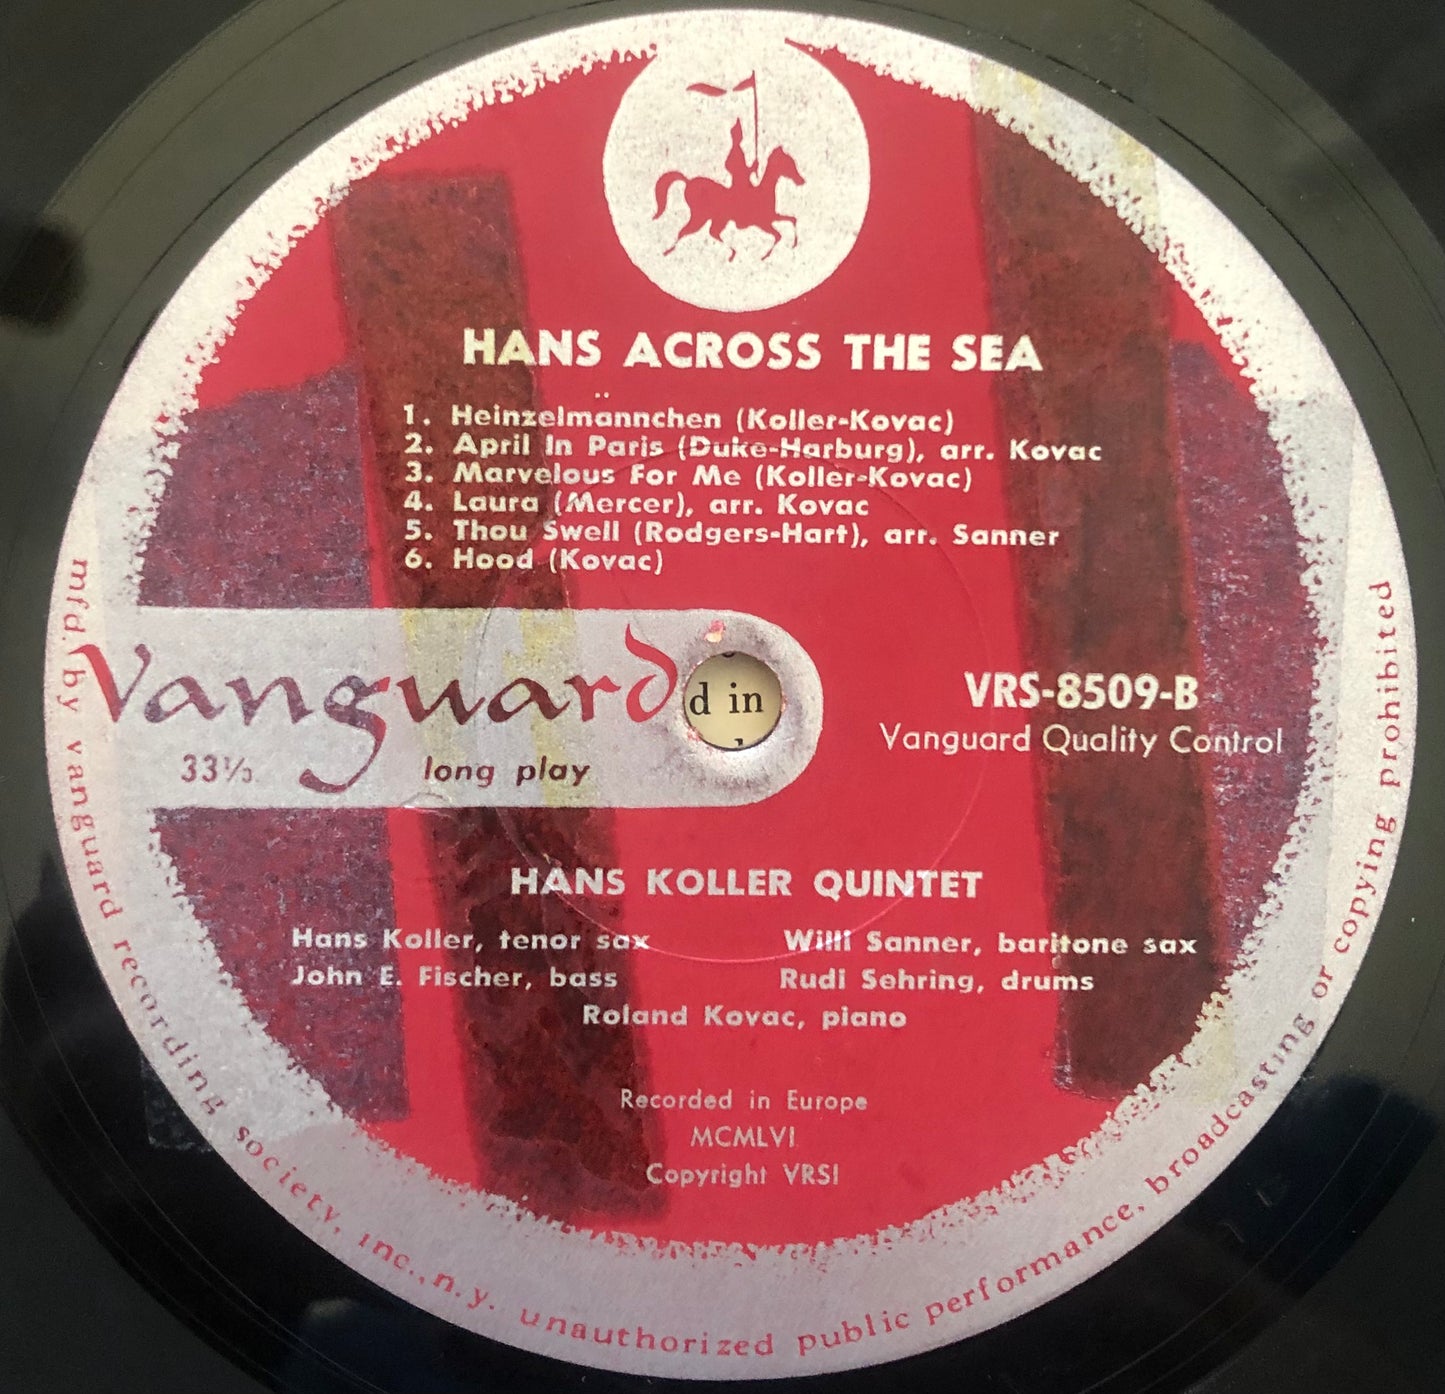 HANS ACROSS THE SEA
1. Heinzelmännchen (Koller-Kovac)
2. April In Paris (Duke-Harburg), arr. Kovac
3. Marvelous For Me (Koller-Kovac)
4. Laura (Mercer), arr. Kovac
5. Thou Swell (Rodgers-Hart), arr. Sanner
6. Hood (Kovac)
Vanguard
d in
33⅓
long play
VRS-8509-B
Vanguard Quality Control
HANS KOLLER QUINTET
Hans Koller, tenor sax
Willi Sanner, baritone sax
John E. Fischer, bass
Rudi Sehring, drums
Roland Kovac, piano
Recorded in Europe
MCMLVI
Copyright VRSI
mfd. by vanguard recording society, inc., n.y. unauthorized public performance, broadcasting or copying prohibited